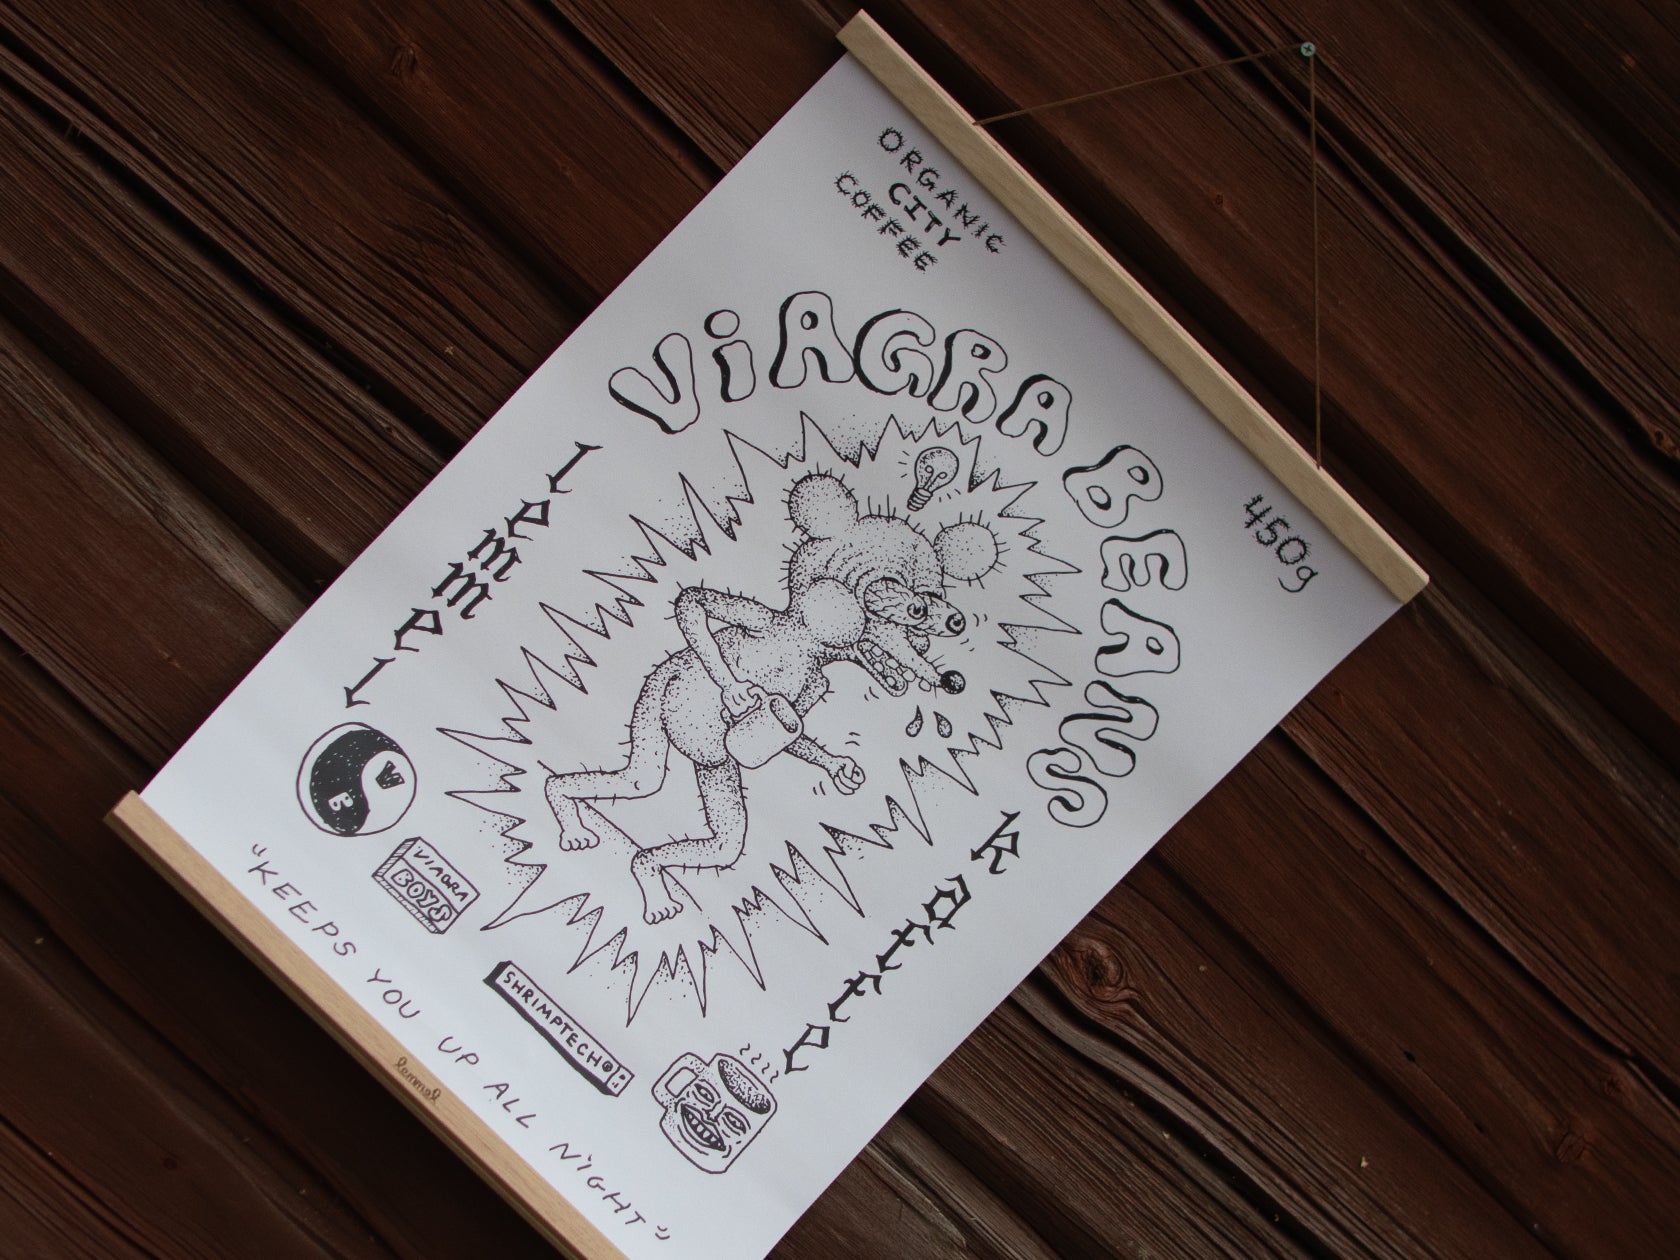 ORGANIC
CITY
COFFEE
450g
ViAGRA BEANS
lemmel
kaffe
V
B
VIAGRA
BOYS
SHRIMPTECH
"KEEPS YOU UP ALL NIGHT"
lemmel